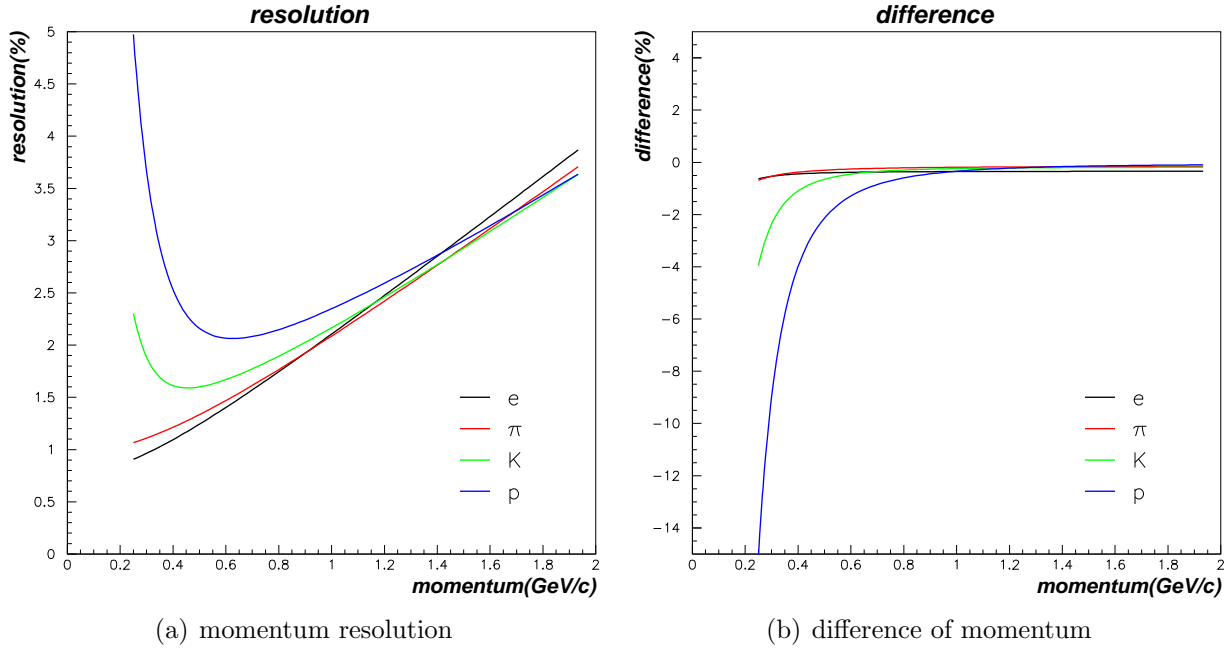 resolution
resolution(%)
5
4.5
4
3.5
3
2.5
2
1.5
1
0.5
0
0 0.2 0.4 0.6 0.8 1 1.2 1.4 1.6 1.8 2
momentum(GeV/c)
e
π
K
p
(a) momentum resolution
difference
difference(%)
4
2
0
−2
−4
−6
−8
−10
−12
−14
0 0.2 0.4 0.6 0.8 1 1.2 1.4 1.6 1.8 2
momentum(GeV/c)
e
π
K
p
(b) difference of momentum